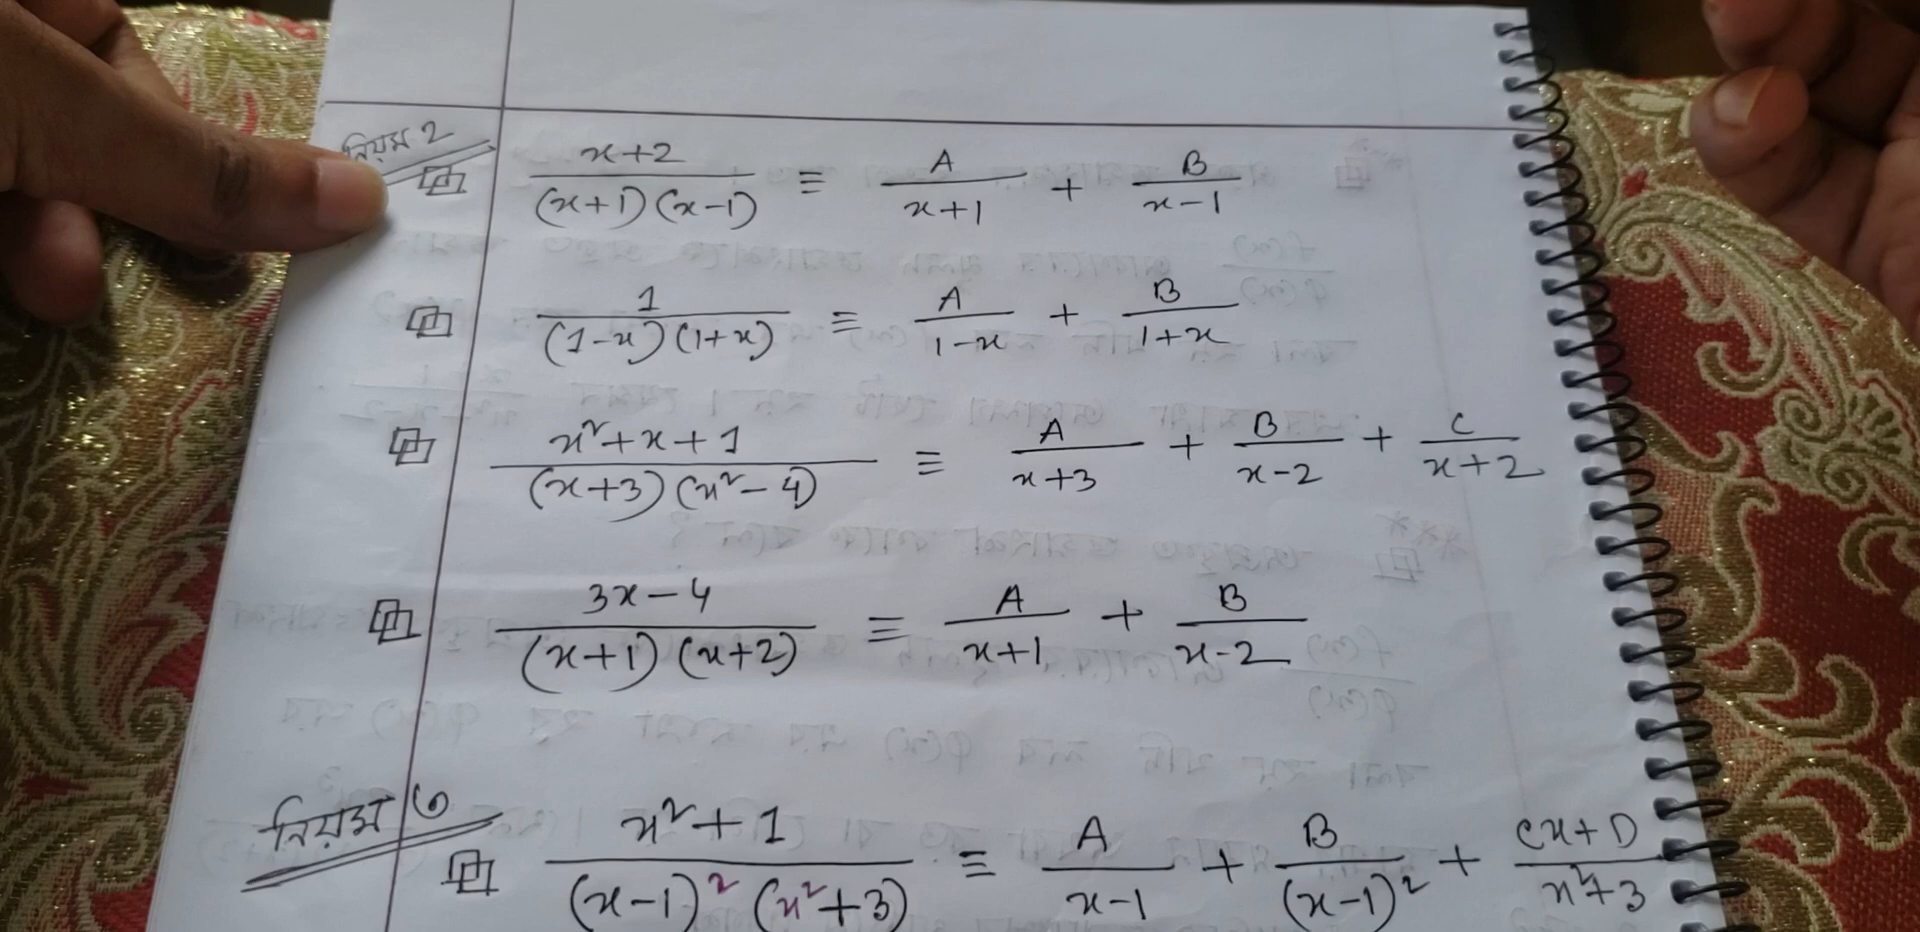 নিয়ম 2
x+2 / (x+1)(x-1) ≡ A / x+1 + B / x-1
1 / (1-x)(1+x) ≡ A / 1-x + B / 1+x
x²+x+1 / (x+3)(x²-4) ≡ A / x+3 + B / x-2 + C / x+2
3x-4 / (x+1)(x+2) ≡ A / x+1 + B / x-2
নিয়ম ৩
x²+1 / (x-1)²(x²+3) ≡ A / x-1 + B / (x-1)² + Cx+D / x²+3